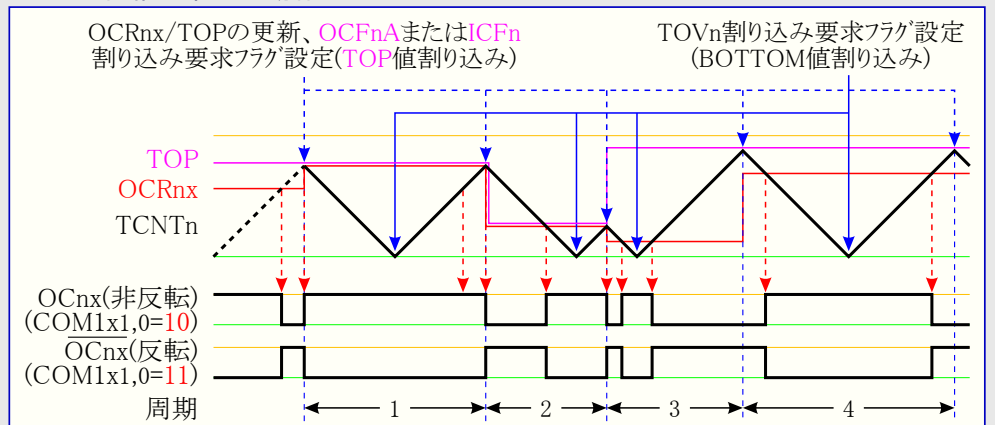 OCRnx/TOPの更新、OCFnAまたはICFn
割り込み要求フラグ設定(TOP値割り込み)
TOVn割り込み要求フラグ設定
(BOTTOM値割り込み)
TOP
OCRnx
TCNTn
OCnx(非反転)
(COM1x1,0=10)
OCnx(反転)
(COM1x1,0=11)
周期
1
2
3
4